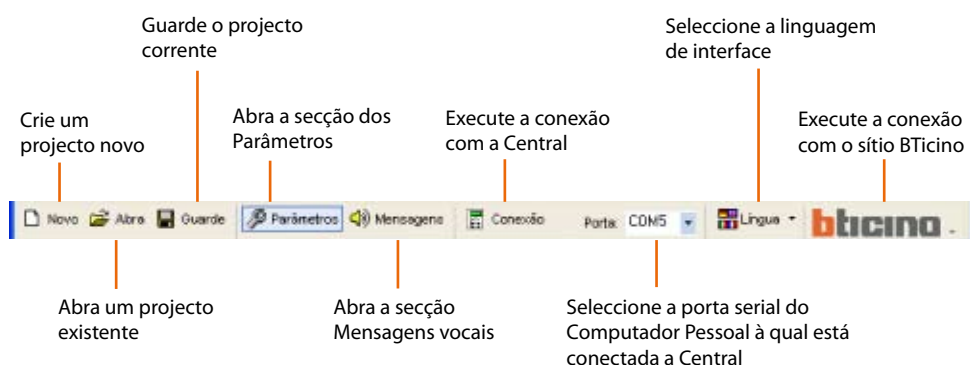 Guarde o projecto
corrente
Seleccione a linguagem
de interface
Crie um
projecto novo
Abra a secção dos
Parâmetros
Execute a conexão
com a Central
Execute a conexão
com o sítio BTicino
Novo Abra Guarde Parâmetros Mensagens Conexão Porta: COM5 Língua bticino
Abra um projecto
existente
Abra a secção
Mensagens vocais
Seleccione a porta serial do
Computador Pessoal à qual está
conectada a Central